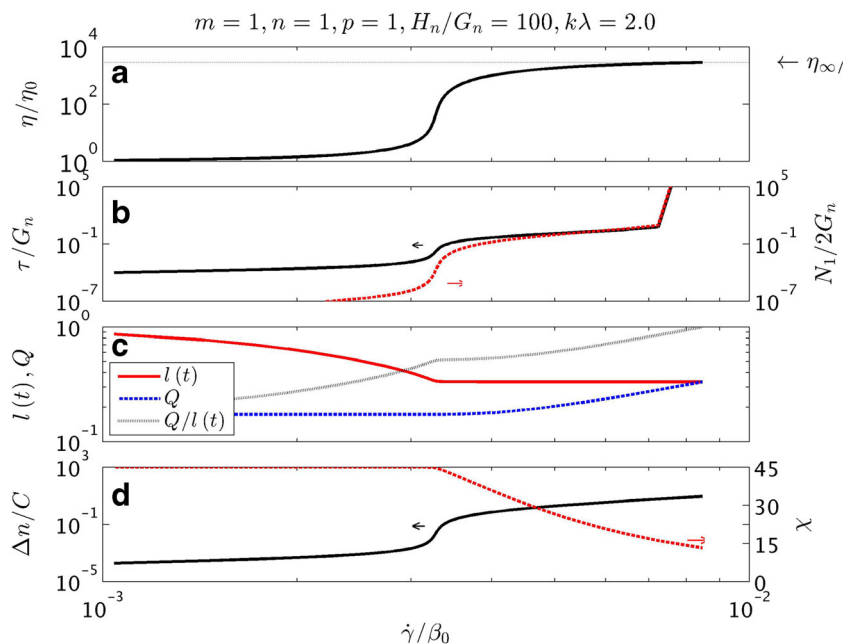 m = 1, n = 1, p = 1, H_n/G_n = 100, kλ = 2.0
10^4
a
← η_∞/
η/η_0
10^2
10^0
10^5
10^5
b
τ/G_n
10^-1
←
10^-1
N_1/2G_n
→
10^-7
10^-7
10^0
c
l(t), Q
l(t)
Q
Q/l(t)
10^-1
10^3
45
d
Δn/C
30
χ
10^-1
←
15
→
10^-5
0
10^-3
10^-2
γ̇/β_0